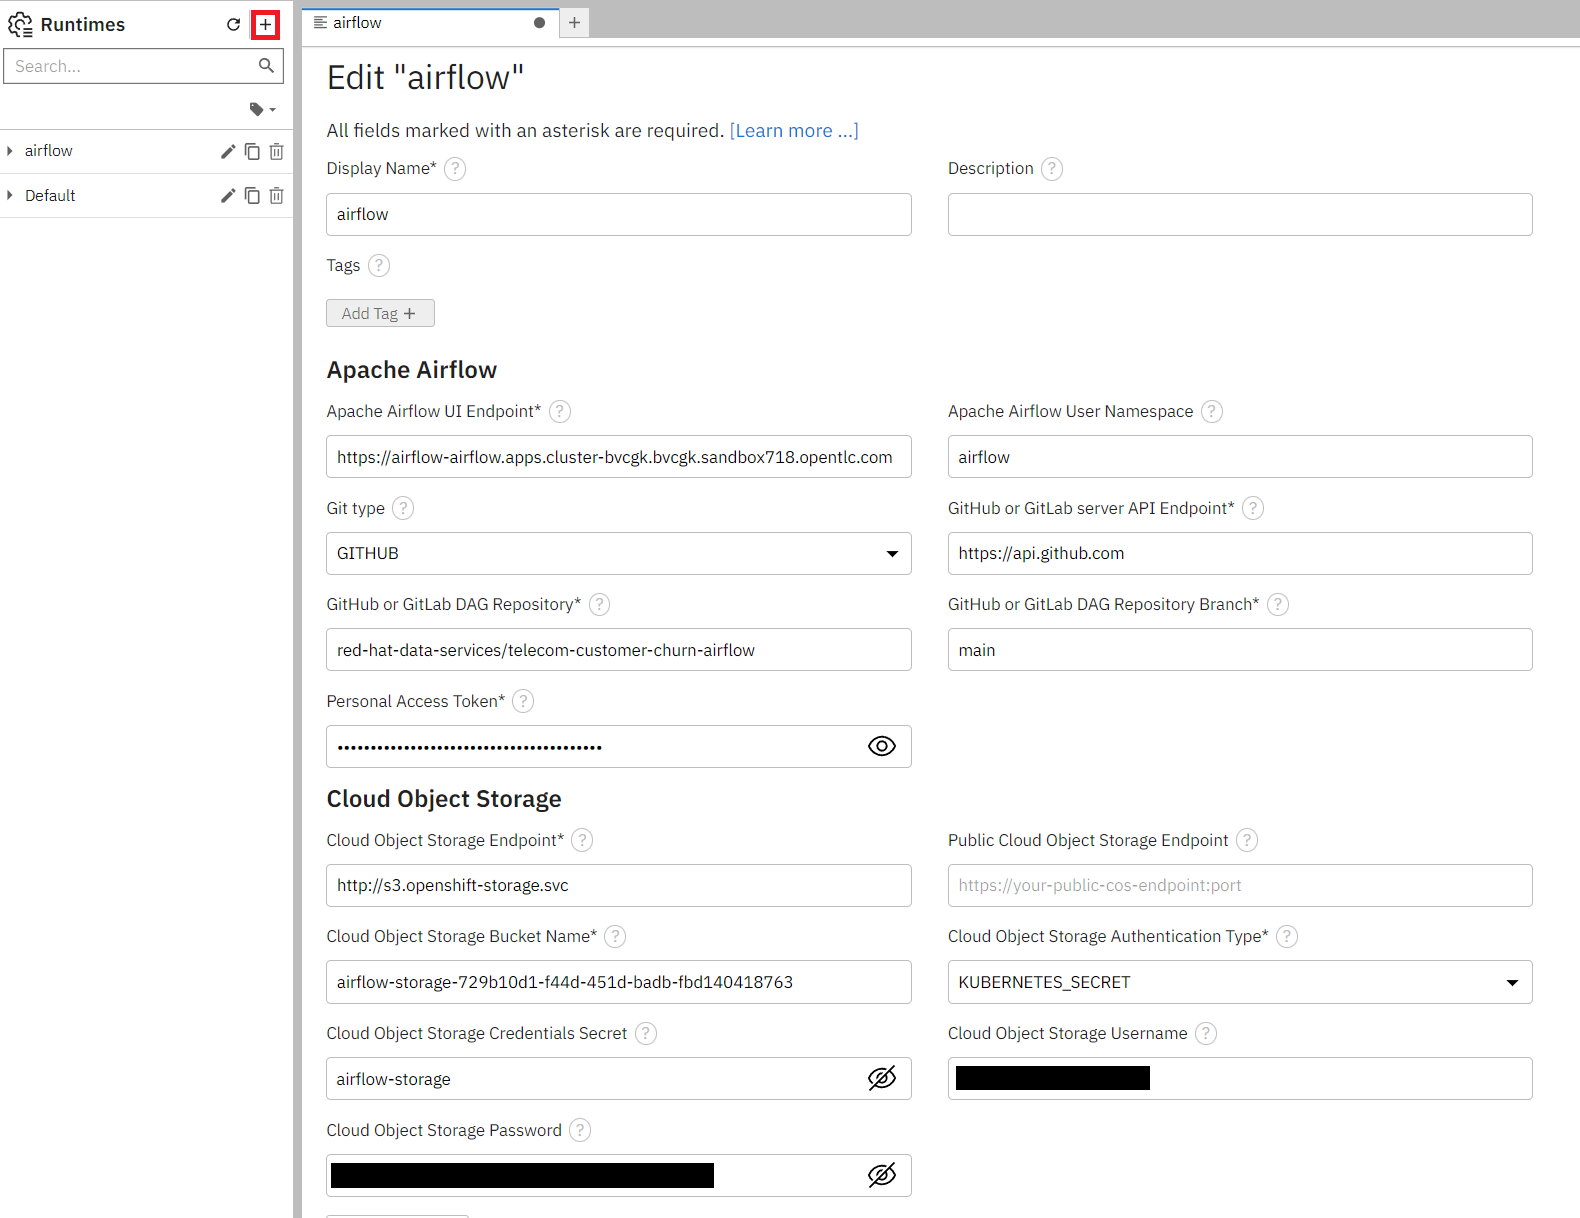 Runtimes
Search...
airflow
Default
airflow
Edit "airflow"
All fields marked with an asterisk are required. [Learn more ...]
Display Name* ?
Description ?
airflow
Tags ?
Add Tag +
Apache Airflow
Apache Airflow UI Endpoint* ?
Apache Airflow User Namespace ?
https://airflow-airflow.apps.cluster-bvcgk.bvcgk.sandbox718.opentlc.com
airflow
Git type ?
GitHub or GitLab server API Endpoint* ?
GITHUB
https://api.github.com
GitHub or GitLab DAG Repository* ?
GitHub or GitLab DAG Repository Branch* ?
red-hat-data-services/telecom-customer-churn-airflow
main
Personal Access Token* ?
••••••••••••••••••••••••••••••••••••••••
Cloud Object Storage
Cloud Object Storage Endpoint* ?
Public Cloud Object Storage Endpoint ?
http://s3.openshift-storage.svc
https://your-public-cos-endpoint:port
Cloud Object Storage Bucket Name* ?
Cloud Object Storage Authentication Type* ?
airflow-storage-729b10d1-f44d-451d-badb-fbd140418763
KUBERNETES_SECRET
Cloud Object Storage Credentials Secret ?
Cloud Object Storage Username ?
airflow-storage
Cloud Object Storage Password ?